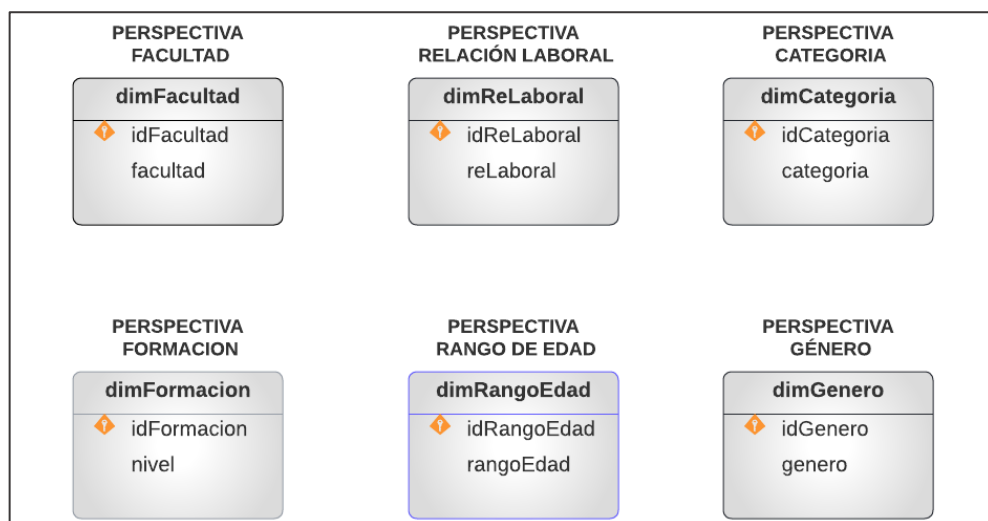 PERSPECTIVA
FACULTAD
dimFacultad
idFacultad
facultad
PERSPECTIVA
RELACIÓN LABORAL
dimReLaboral
idReLaboral
reLaboral
PERSPECTIVA
CATEGORIA
dimCategoria
idCategoria
categoria
PERSPECTIVA
FORMACION
dimFormacion
idFormacion
nivel
PERSPECTIVA
RANGO DE EDAD
dimRangoEdad
idRangoEdad
rangoEdad
PERSPECTIVA
GÉNERO
dimGenero
idGenero
genero